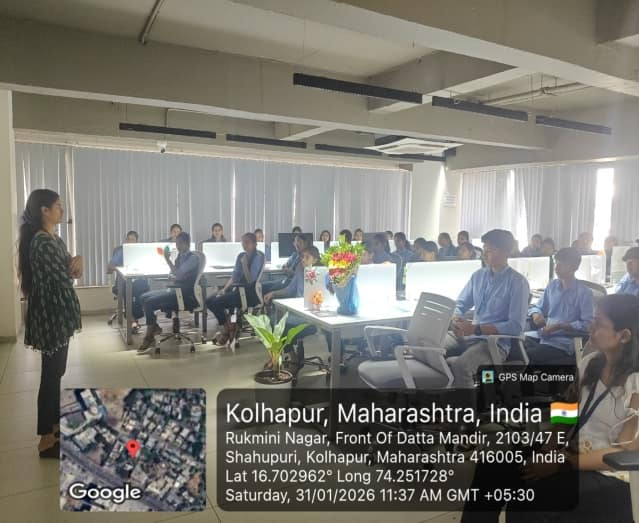 GPS Map Camera
Kolhapur, Maharashtra, India 🇮🇳
Rukmini Nagar, Front Of Datta Mandir, 2103/47 E,
Shahupuri, Kolhapur, Maharashtra 416005, India
Lat 16.702962° Long 74.251728°
Saturday, 31/01/2026 11:37 AM GMT +05:30
Google